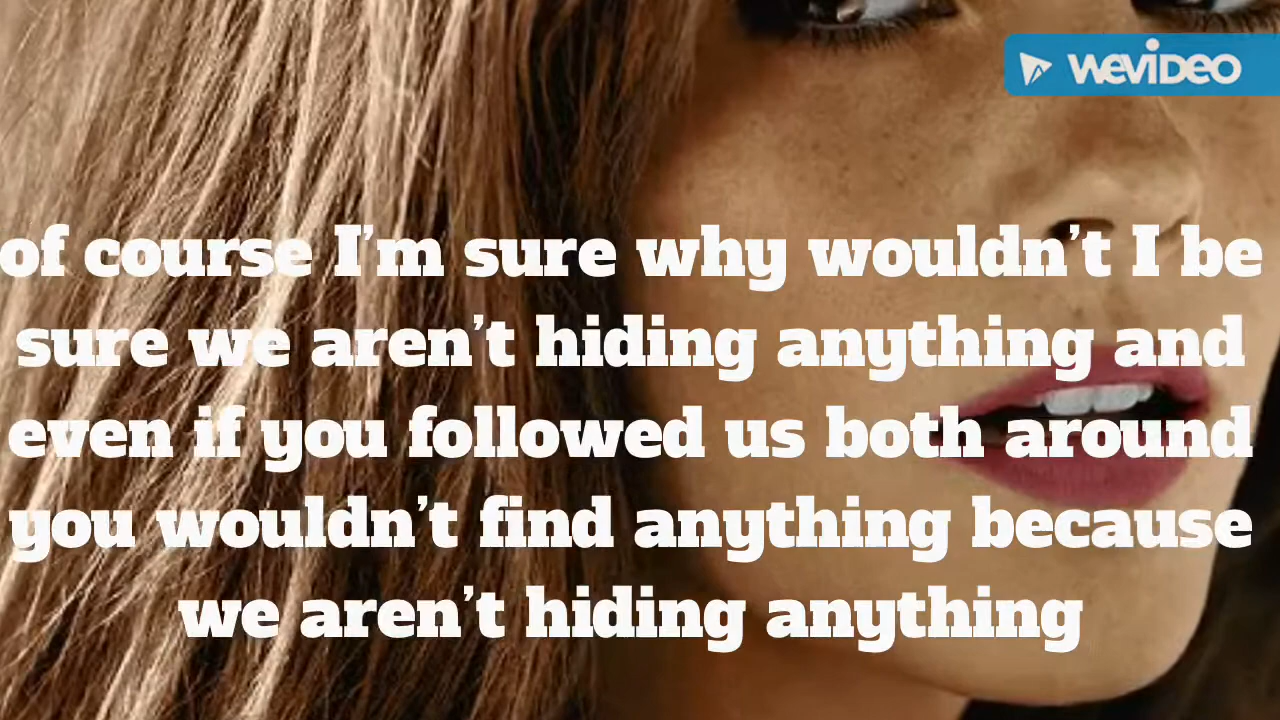 WEVIDEO
of course I'm sure why wouldn't I be
sure we aren't hiding anything and
even if you followed us both around
you wouldn't find anything because
we aren't hiding anything